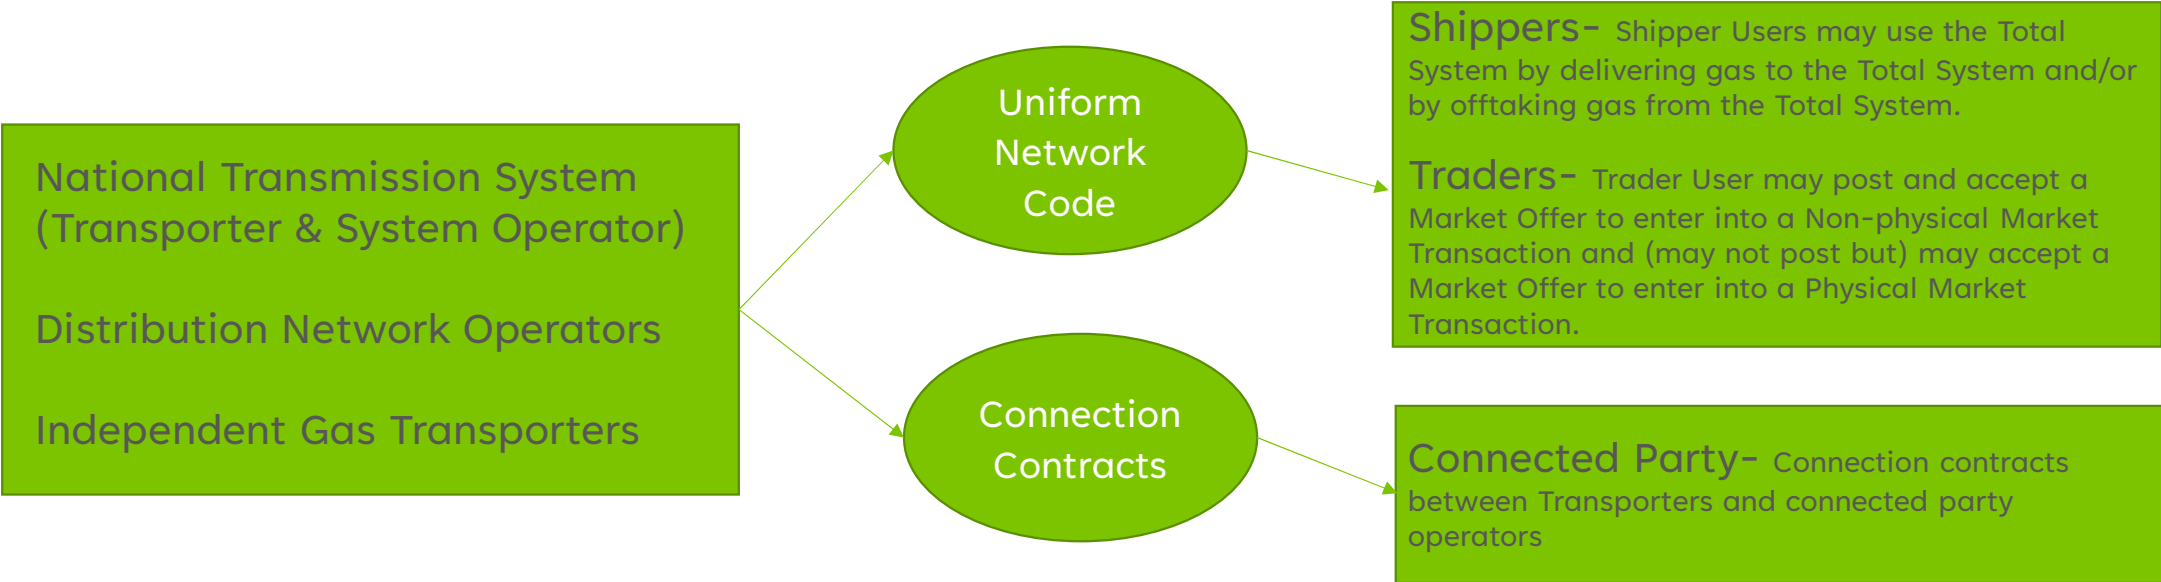 National Transmission System
(Transporter & System Operator)
Distribution Network Operators
Independent Gas Transporters
Uniform
Network
Code
Connection
Contracts
Shippers- Shipper Users may use the Total
System by delivering gas to the Total System and/or
by offtaking gas from the Total System.
Traders- Trader User may post and accept a
Market Offer to enter into a Non-physical Market
Transaction and (may not post but) may accept a
Market Offer to enter into a Physical Market
Transaction.
Connected Party- Connection contracts
between Transporters and connected party
operators